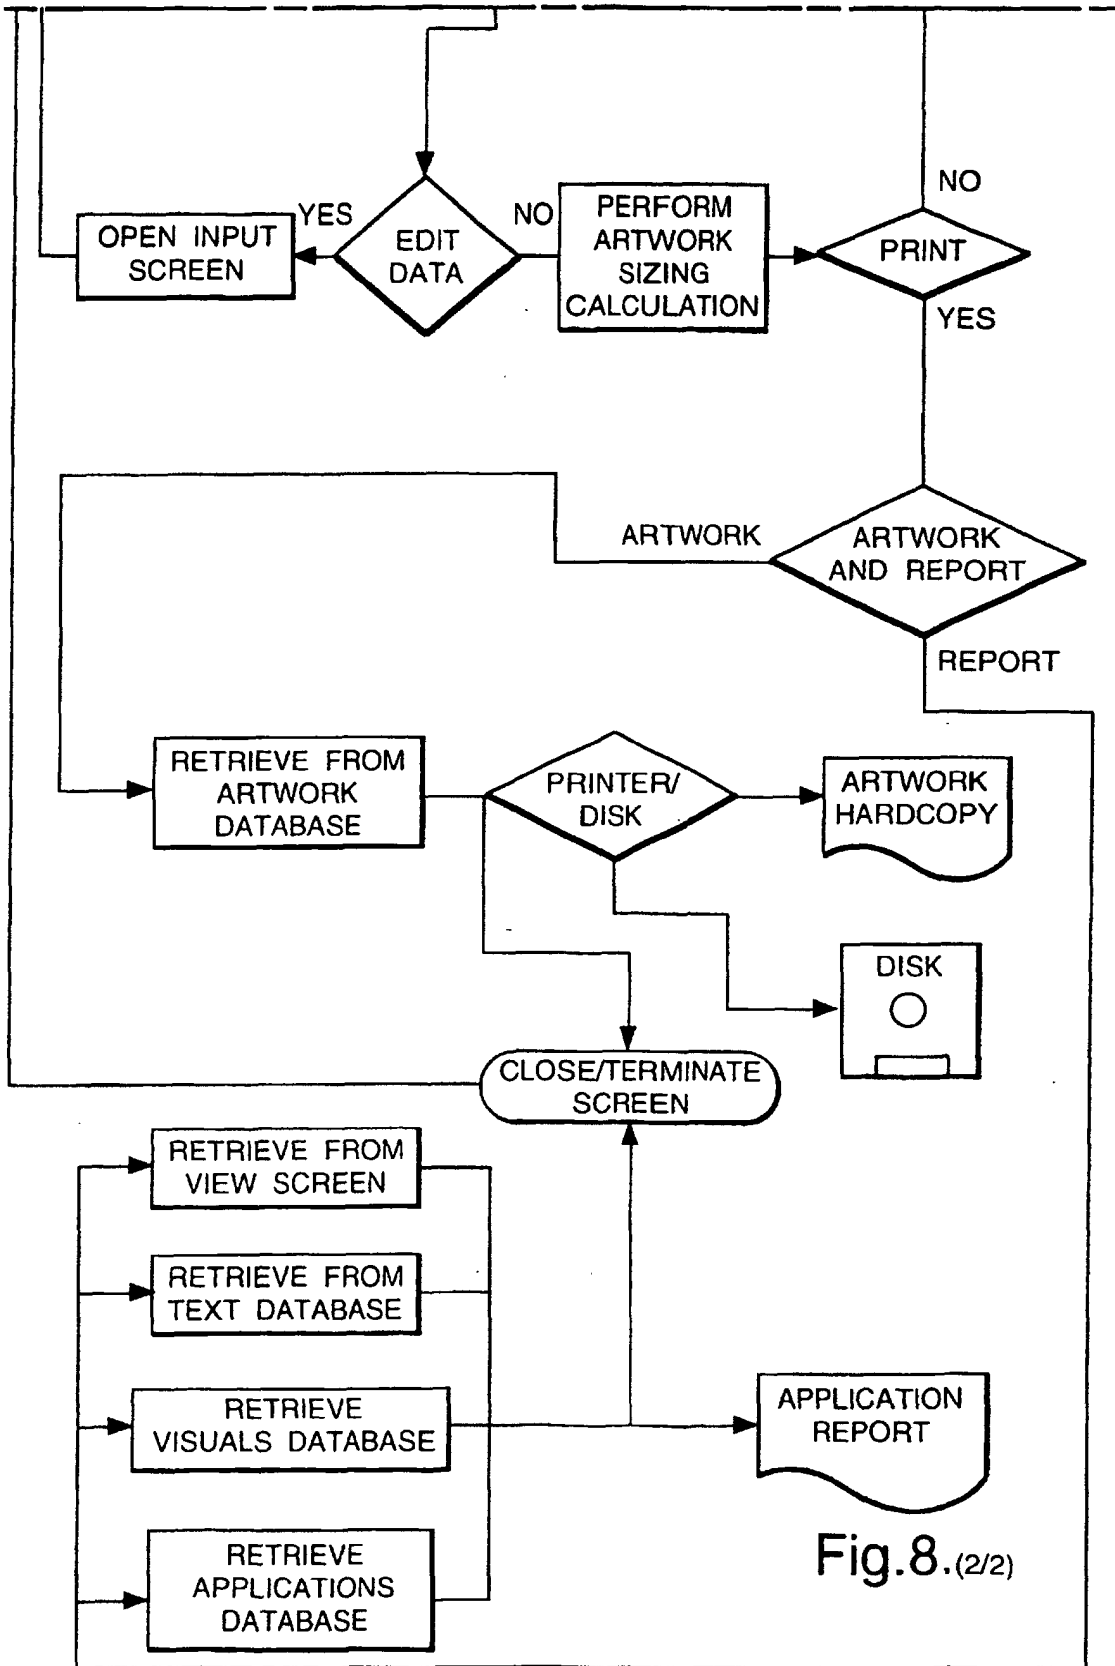 NO
YES
EDIT
DATA
NO
PERFORM
ARTWORK
SIZING
CALCULATION
OPEN INPUT
SCREEN
PRINT
YES
ARTWORK
ARTWORK
AND REPORT
REPORT
RETRIEVE FROM
ARTWORK
DATABASE
PRINTER/
DISK
ARTWORK
HARDCOPY
DISK
CLOSE/TERMINATE
SCREEN
RETRIEVE FROM
VIEW SCREEN
RETRIEVE FROM
TEXT DATABASE
RETRIEVE
VISUALS DATABASE
APPLICATION
REPORT
RETRIEVE
APPLICATIONS
DATABASE
Fig.8.(2/2)